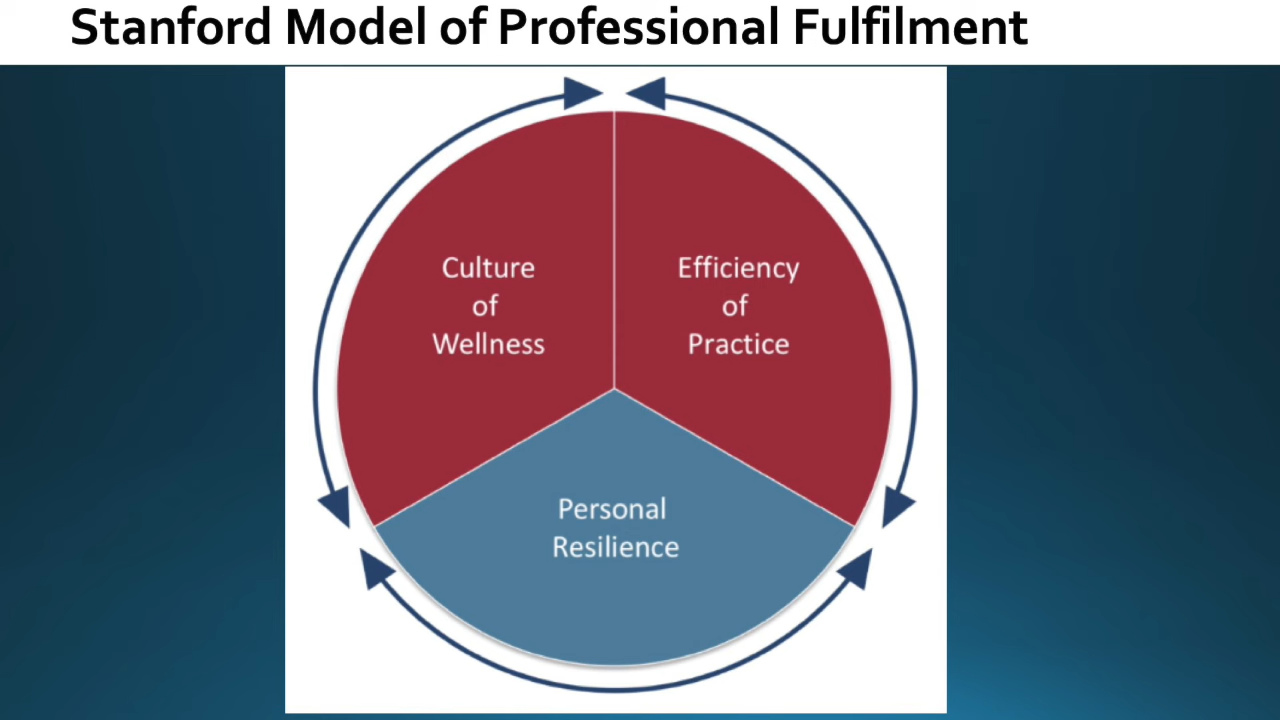 Stanford Model of Professional Fulfilment
Culture
of
Wellness
Efficiency
of
Practice
Personal
Resilience